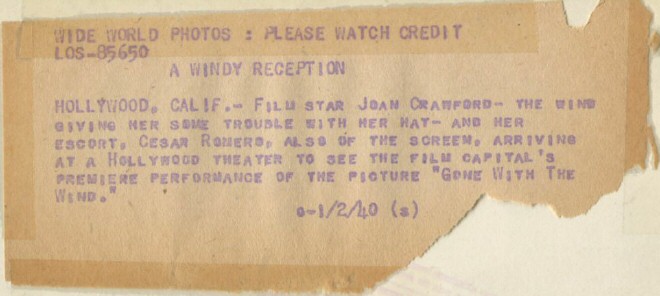 WIDE WORLD PHOTOS : PLEASE WATCH CREDIT
LOS-85650
A WINDY RECEPTION
HOLLYWOOD, CALIF.- FILM STAR JOAN CRAWFORD- THE WIND
GIVING HER SOME TROUBLE WITH HER HAT- AND HER
ESCORT, CESAR ROMERO, ALSO OF THE SCREEN, ARRIVING
AT A HOLLYWOOD THEATER TO SEE THE FILM CAPITAL'S
PREMIERE PERFORMANCE OF THE PICTURE "GONE WITH THE
WIND."
G-1/2/40 (S)